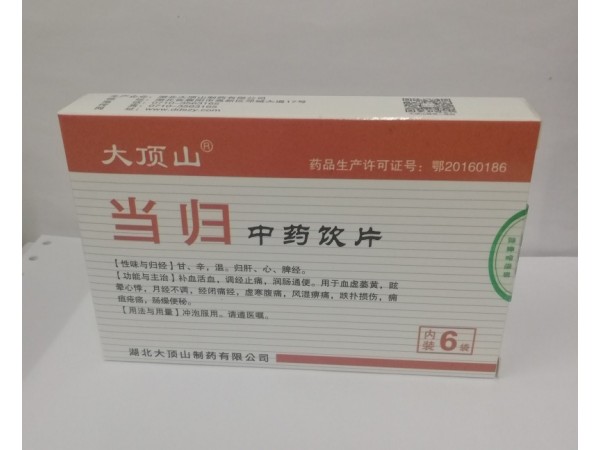 大顶山®
药品生产许可证号：鄂20160186
当归 中药饮片
【性味与归经】甘、辛，温。归肝、心、脾经。
【功能与主治】补血活血，调经止痛，润肠通便。用于血虚萎黄，眩
晕心悸，月经不调，经闭痛经，虚寒腹痛，风湿痹痛，跌扑损伤，痈
疽疮疡，肠燥便秘。
【用法与用量】冲泡服用。请遵医嘱。
内装6袋
湖北大顶山制药有限公司